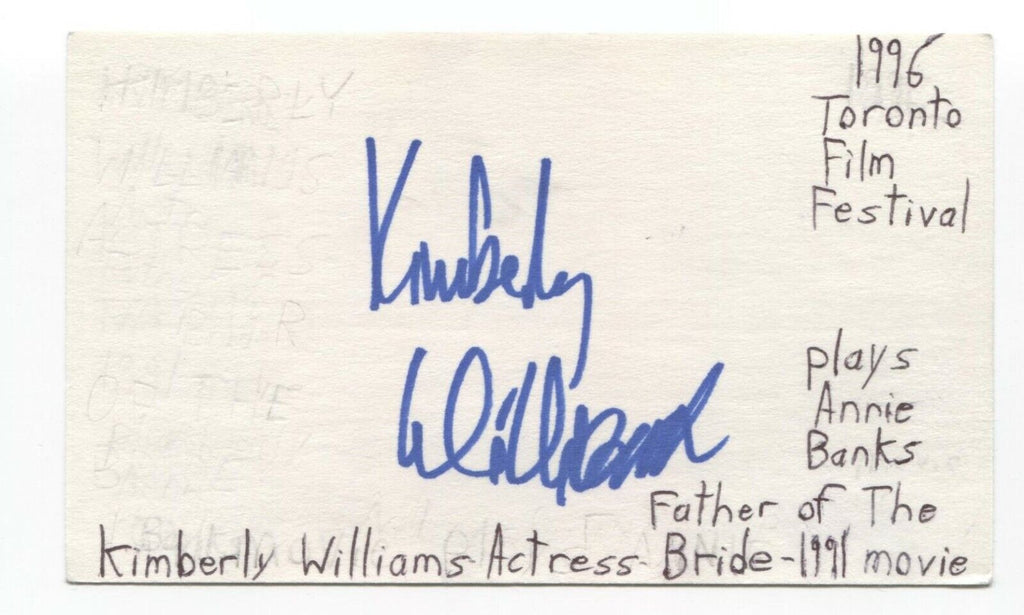 1996
Toronto
Film
Festival
Kimberly
Williams
plays
Annie
Banks
Father of The
Kimberly Williams-Actress-Bride-1991 movie